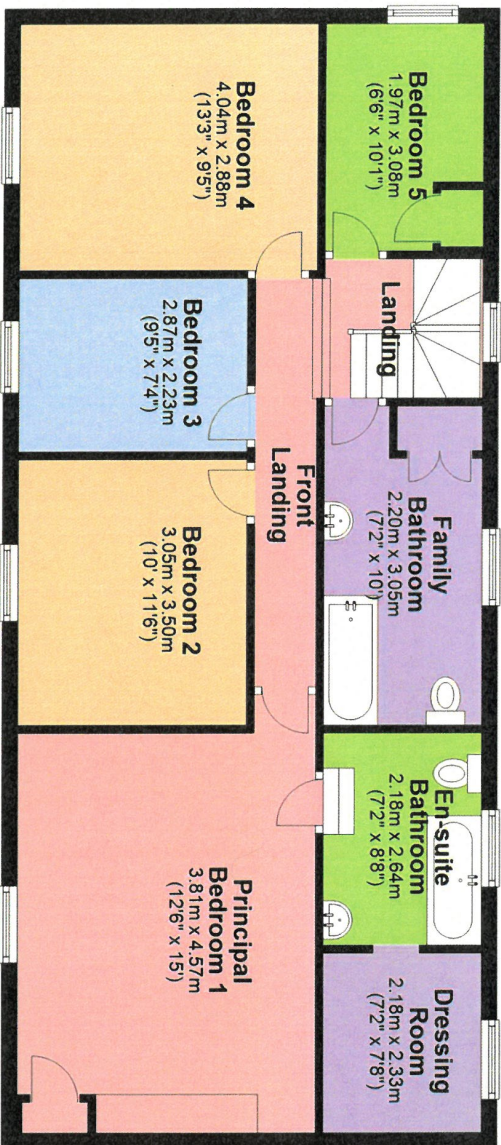 Bedroom 5
1.97m x 3.08m
(6'6" x 10'1")
Landing
Family
Bathroom
2.20m x 3.05m
(7'2" x 10')
En-suite
Bathroom
2.18m x 2.64m
(7'2" x 8'8")
Dressing
Room
2.18m x 2.33m
(7'2" x 7'8")
Front
Landing
Bedroom 4
4.04m x 2.88m
(13'3" x 9'5")
Bedroom 3
2.87m x 2.23m
(9'5" x 7'4")
Bedroom 2
3.05m x 3.50m
(10' x 11'6")
Principal
Bedroom 1
3.81m x 4.57m
(12'6" x 15')